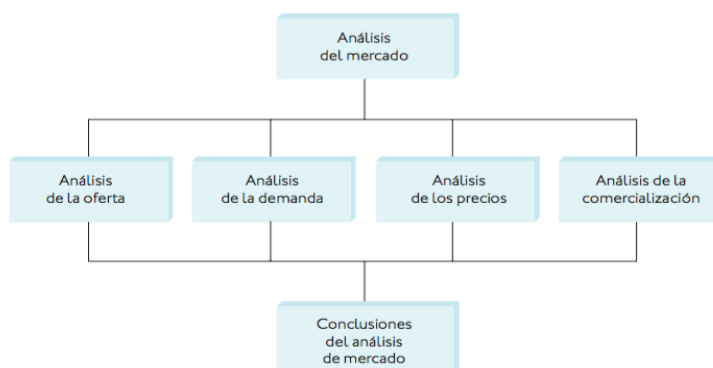 Análisis
del mercado
Análisis
de la oferta
Análisis
de la demanda
Análisis
de los precios
Análisis de la
comercialización
Conclusiones
del análisis
de mercado